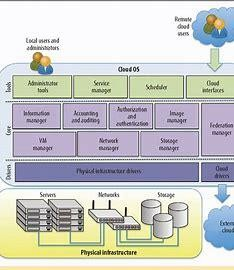 Remote
cloud
users
Local users and
administrators
Cloud OS
Tools
Administrator
tools
Service
manager
Scheduler
Cloud
interfaces
Core
Information
manager
Accounting
and auditing
Authorization
and
authentication
Image
manager
Federation
manager
VM
manager
Network
manager
Storage
manager
Drivers
Physical infrastructure drivers
Cloud
drivers
Servers
Networks
Storage
Physical infrastructure